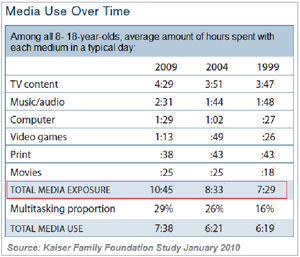 Media Use Over Time
Among all 8- 18-year-olds, average amount of hours spent with
each medium in a typical day:
2009 2004 1999
TV content 4:29 3:51 3:47
Music/audio 2:31 1:44 1:48
Computer 1:29 1:02 :27
Video games 1:13 :49 :26
Print :38 :43 :43
Movies :25 :25 :18
TOTAL MEDIA EXPOSURE 10:45 8:33 7:29
Multitasking proportion 29% 26% 16%
TOTAL MEDIA USE 7:38 6:21 6:19
Source: Kaiser Family Foundation Study January 2010